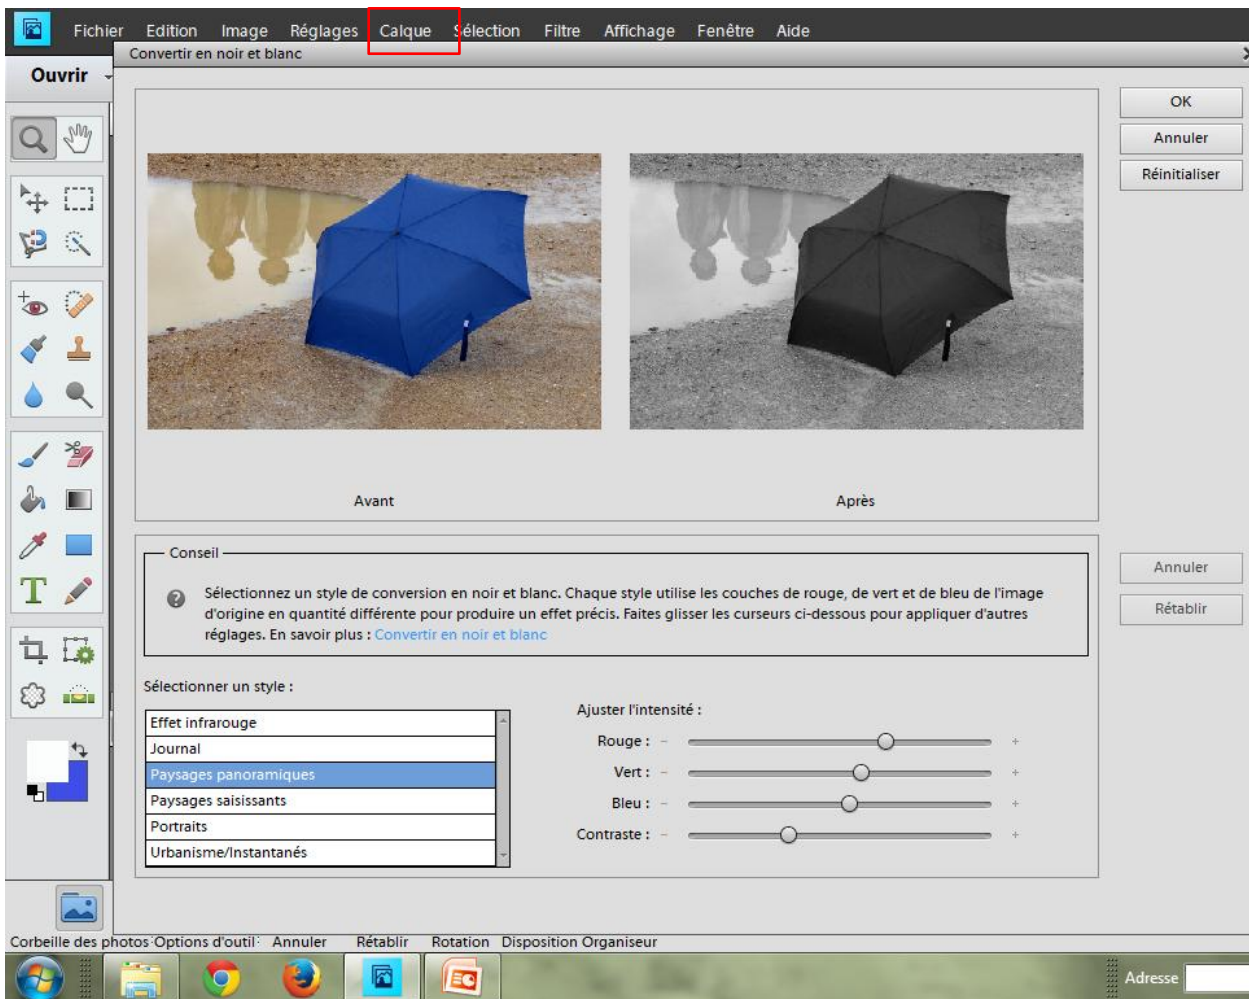 Fichier Edition Image Réglages Calque Sélection Filtre Affichage Fenêtre Aide
Convertir en noir et blanc
Ouvrir
OK
Annuler
Réinitialiser
Avant
Après
Conseil
Sélectionnez un style de conversion en noir et blanc. Chaque style utilise les couches de rouge, de vert et de bleu de l'image
d'origine en quantité différente pour produire un effet précis. Faites glisser les curseurs ci-dessous pour appliquer d'autres
réglages. En savoir plus : Convertir en noir et blanc
Annuler
Rétablir
Sélectionner un style :
Effet infrarouge
Journal
Paysages panoramiques
Paysages saisissants
Portraits
Urbanisme/Instantanés
Ajuster l'intensité :
Rouge : - +
Vert : - +
Bleu : - +
Contraste : - +
Corbeille des photos Options d'outil Annuler Rétablir Rotation Disposition Organiseur
Adresse